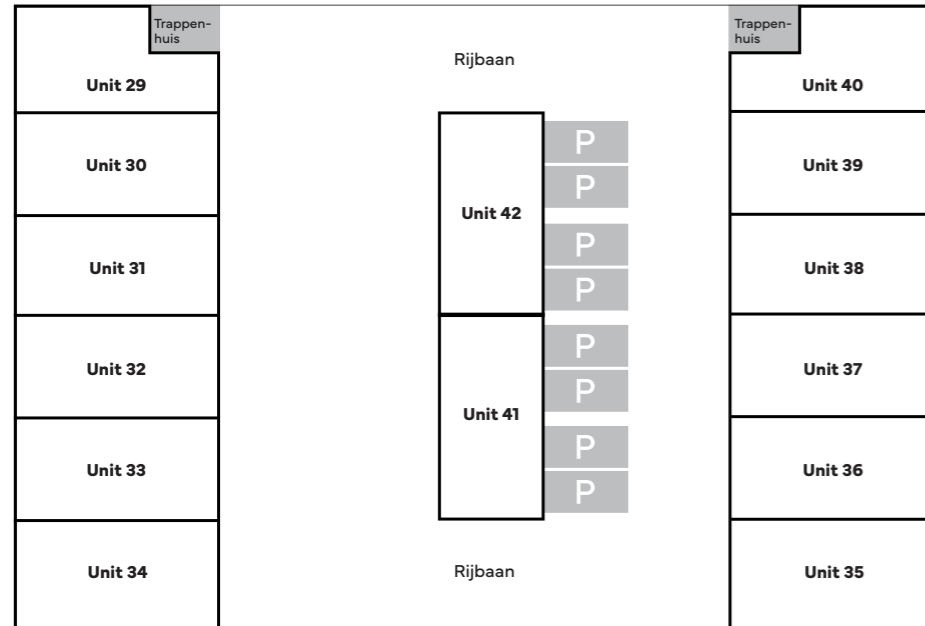 Trappen-
huis
Trappen-
huis
Rijbaan
Unit 29
Unit 40
P
Unit 30
Unit 39
P
Unit 42
P
Unit 31
Unit 38
P
P
Unit 32
Unit 37
P
Unit 41
P
Unit 33
Unit 36
P
Unit 34
Rijbaan
Unit 35